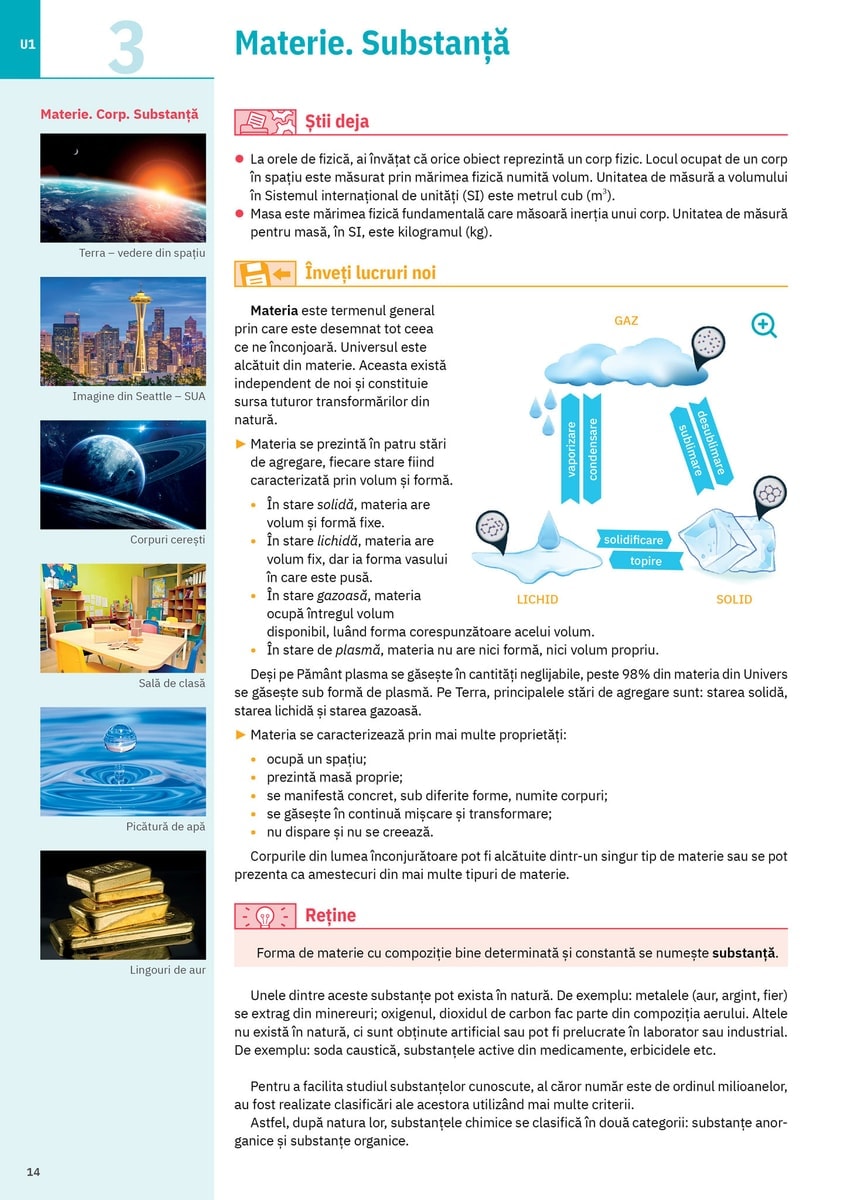 U1
3
Materie. Substanță
Materie. Corp. Substanță
Terra – vedere din spațiu
Imagine din Seattle – SUA
Corpuri cerești
Sală de clasă
Picătură de apă
Lingouri de aur
Știi deja
La orele de fizică, ai învățat că orice obiect reprezintă un corp fizic. Locul ocupat de un corp
în spațiu este măsurat prin mărimea fizică numită volum. Unitatea de măsură a volumului
în Sistemul internațional de unități (SI) este metrul cub (m³).
Masa este mărimea fizică fundamentală care măsoară inerția unui corp. Unitatea de măsură
pentru masă, în SI, este kilogramul (kg).
Înveți lucruri noi
Materia este termenul general
prin care este desemnat tot ceea
ce ne înconjoară. Universul este
alcătuit din materie. Aceasta există
independent de noi și constituie
sursa tuturor transformărilor din
natură.
► Materia se prezintă în patru stări
de agregare, fiecare stare fiind
caracterizată prin volum și formă.
• În stare solidă, materia are
volum și formă fixe.
• În stare lichidă, materia are
volum fix, dar ia forma vasului
în care este pusă.
• În stare gazoasă, materia
ocupă întregul volum
disponibil, luând forma corespunzătoare acelui volum.
• În stare de plasmă, materia nu are nici formă, nici volum propriu.
GAZ
vaporizare
condensare
sublimare
desublimare
solidificare
topire
LICHID
SOLID
Deși pe Pământ plasma se găsește în cantități neglijabile, peste 98% din materia din Univers
se găsește sub formă de plasmă. Pe Terra, principalele stări de agregare sunt: starea solidă,
starea lichidă și starea gazoasă.
► Materia se caracterizează prin mai multe proprietăți:
• ocupă un spațiu;
• prezintă masă proprie;
• se manifestă concret, sub diferite forme, numite corpuri;
• se găsește în continuă mișcare și transformare;
• nu dispare și nu se creează.
Corpurile din lumea înconjurătoare pot fi alcătuite dintr-un singur tip de materie sau se pot
prezenta ca amestecuri din mai multe tipuri de materie.
Reține
Forma de materie cu compoziție bine determinată și constantă se numește substanță.
Unele dintre aceste substanțe pot exista în natură. De exemplu: metalele (aur, argint, fier)
se extrag din minereuri; oxigenul, dioxidul de carbon fac parte din compoziția aerului. Altele
nu există în natură, ci sunt obținute artificial sau pot fi prelucrate în laborator sau industrial.
De exemplu: soda caustică, substanțele active din medicamente, erbicidele etc.
Pentru a facilita studiul substanțelor cunoscute, al căror număr este de ordinul milioanelor,
au fost realizate clasificări ale acestora utilizând mai multe criterii.
Astfel, după natura lor, substanțele chimice se clasifică în două categorii: substanțe anor-
ganice și substanțe organice.
14